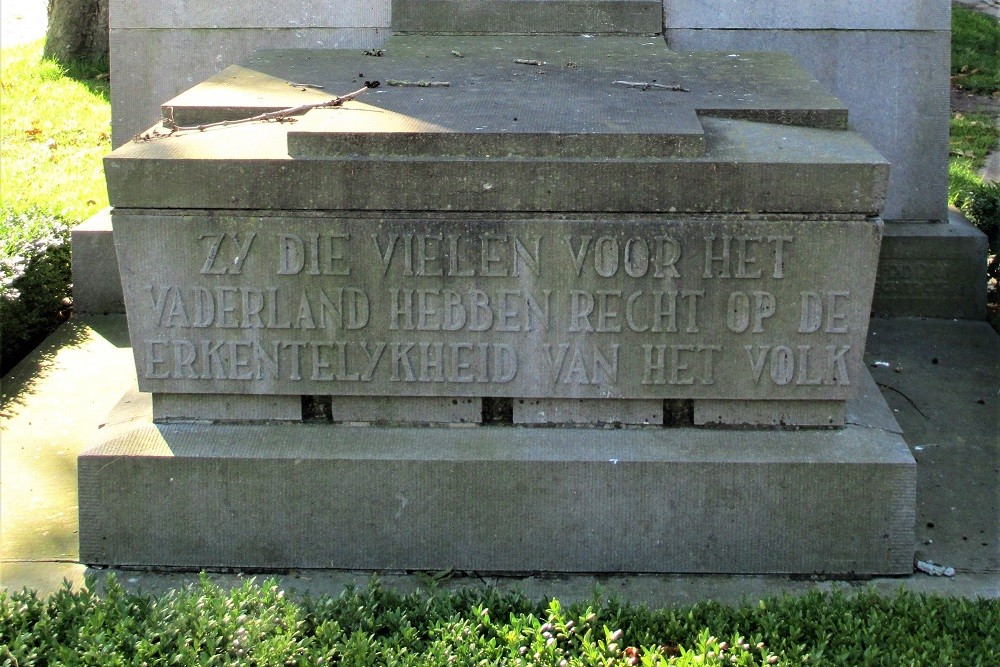 ZY DIE VIELEN VOOR HET
VADERLAND HEBBEN RECHT OP DE
ERKENTELYKHEID VAN HET VOLK